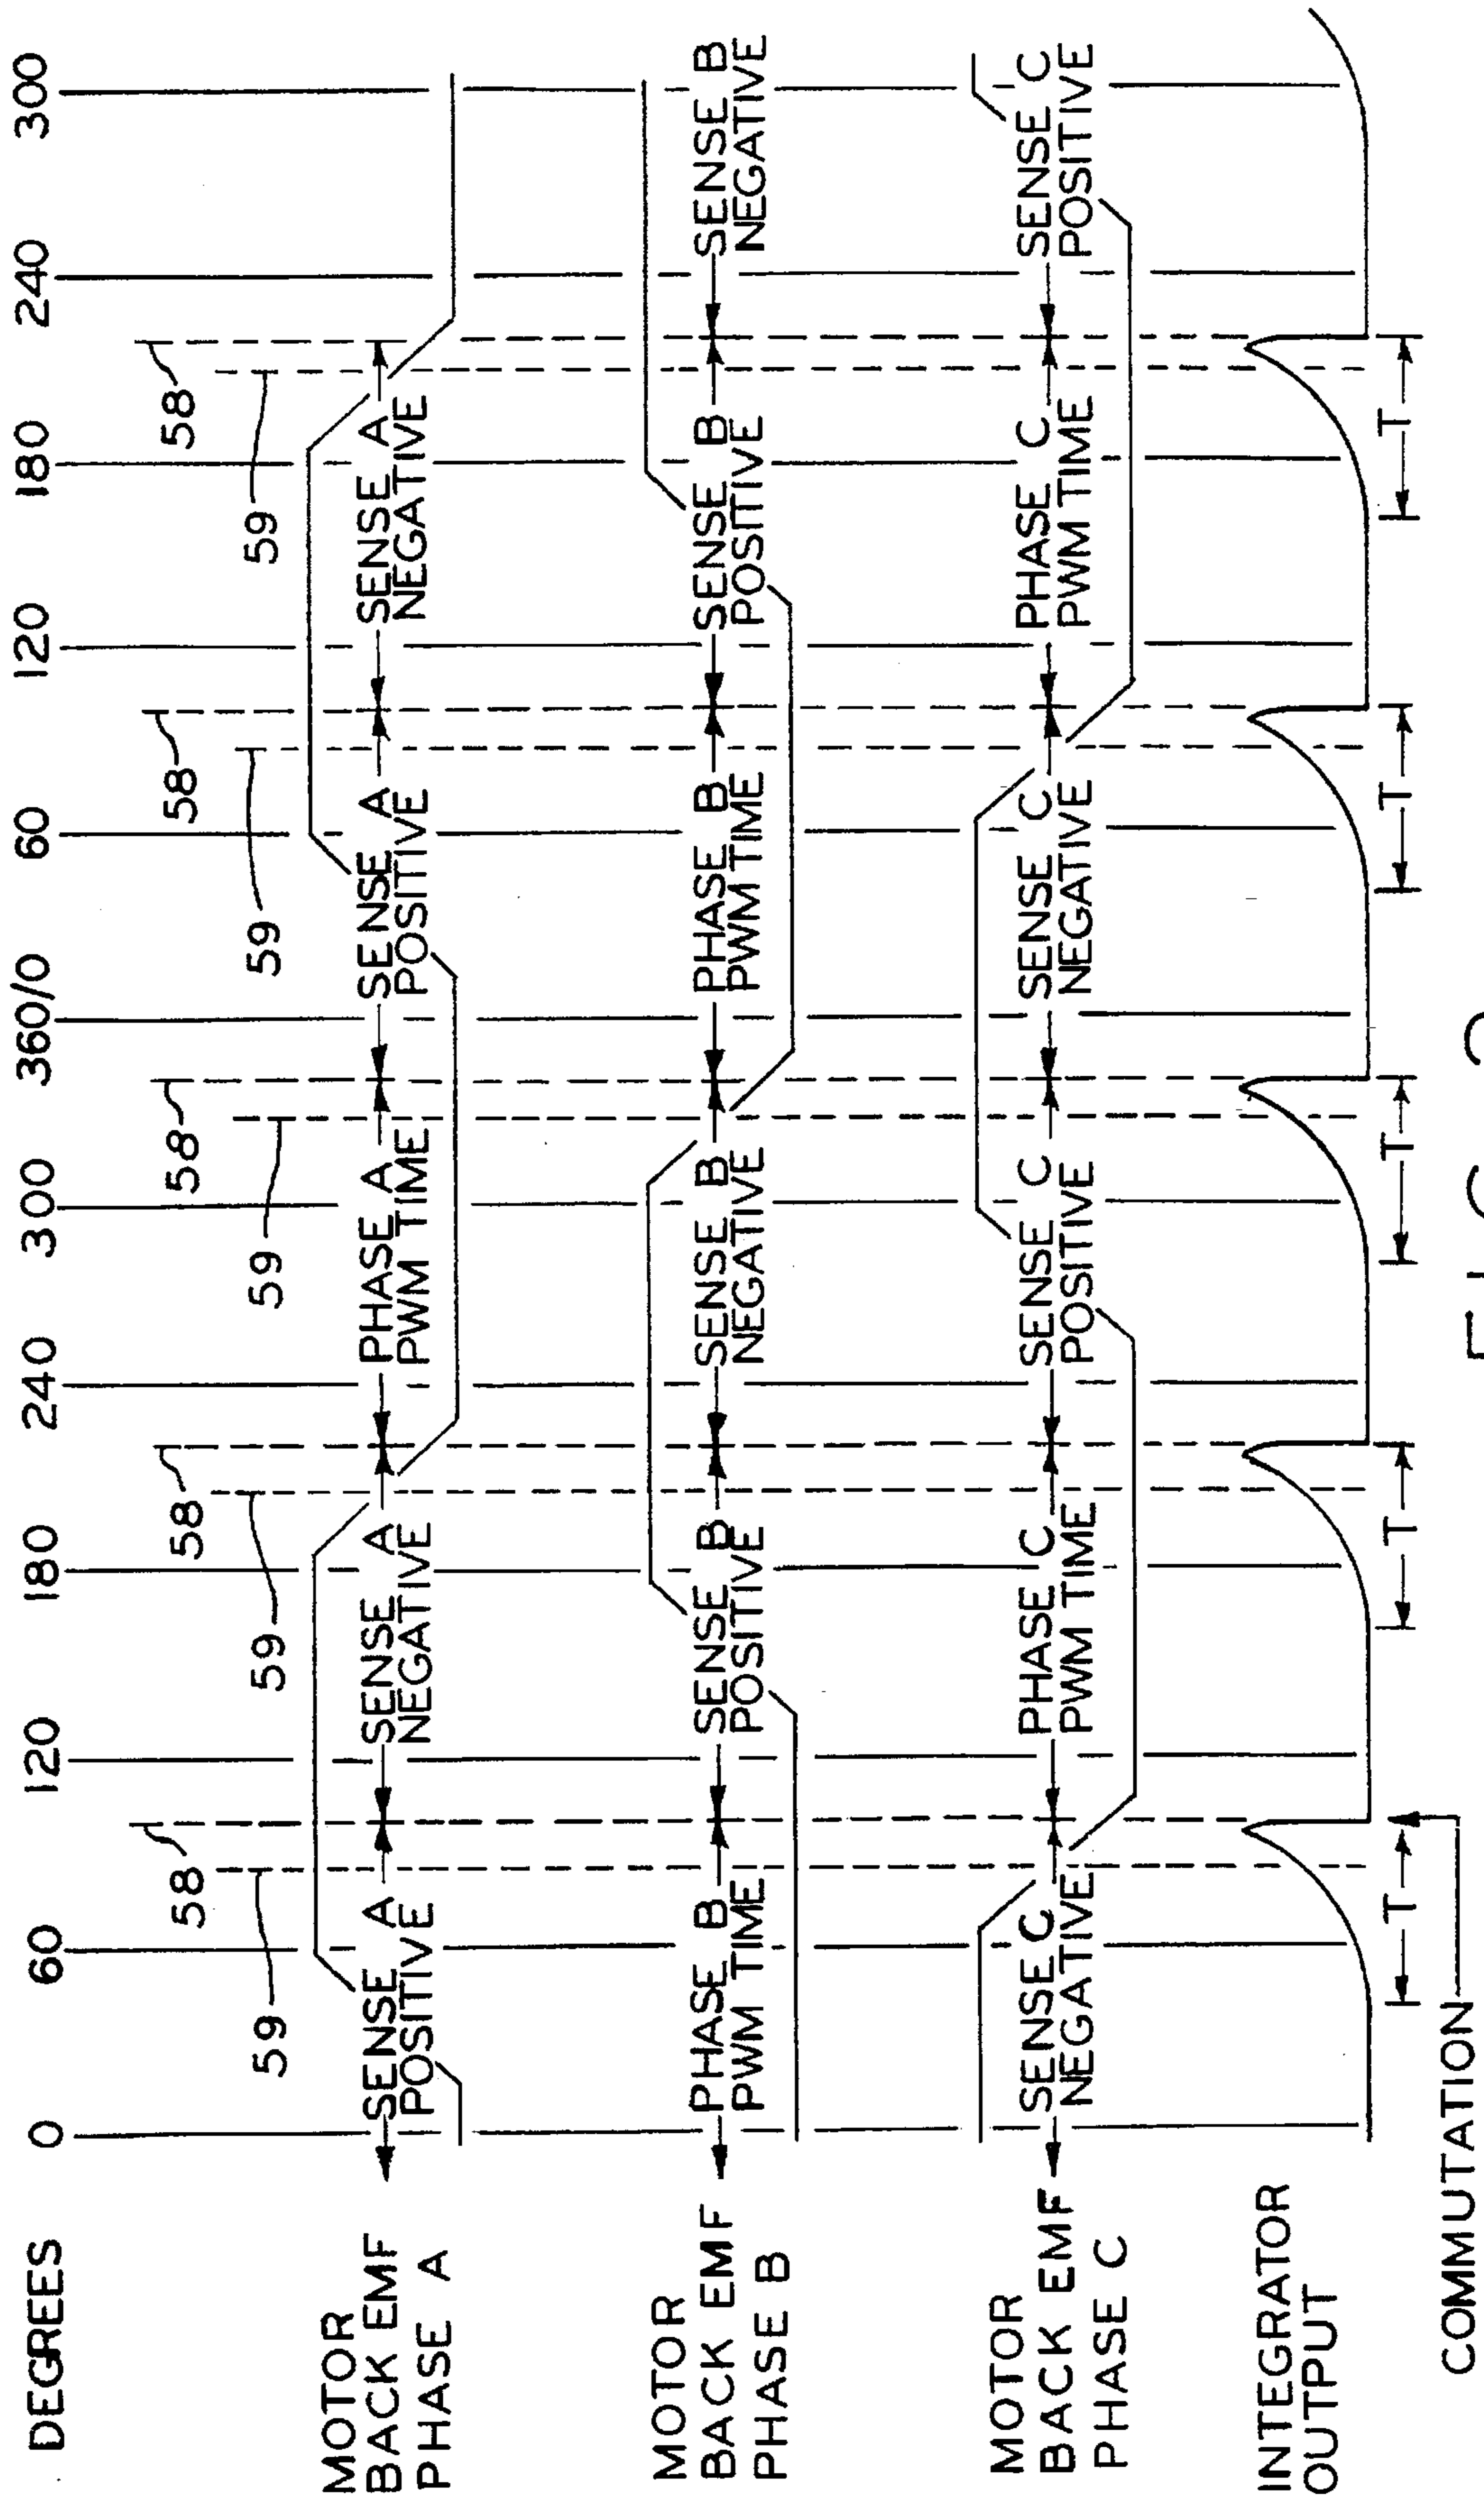 DEGREES 0 60 120 180 240 300 360/0 60 120 180 240 300
58 58 58 58 58
59 59 59 59 59
MOTOR
BACK EMF
PHASE A
SENSE A
POSITIVE
SENSE A
NEGATIVE
PHASE A
PWM TIME
SENSE A
POSITIVE
SENSE A
NEGATIVE
MOTOR
BACK EMF
PHASE B
PHASE B
PWM TIME
SENSE B
POSITIVE
SENSE B
NEGATIVE
PHASE B
PWM TIME
SENSE B
POSITIVE
SENSE B
NEGATIVE
MOTOR
BACK EMF
PHASE C
SENSE C
NEGATIVE
PHASE C
PWM TIME
SENSE C
POSITIVE
SENSE C
NEGATIVE
PHASE C
PWM TIME
SENSE C
POSITIVE
INTEGRATOR
OUTPUT
T T T T T
COMMUTATION